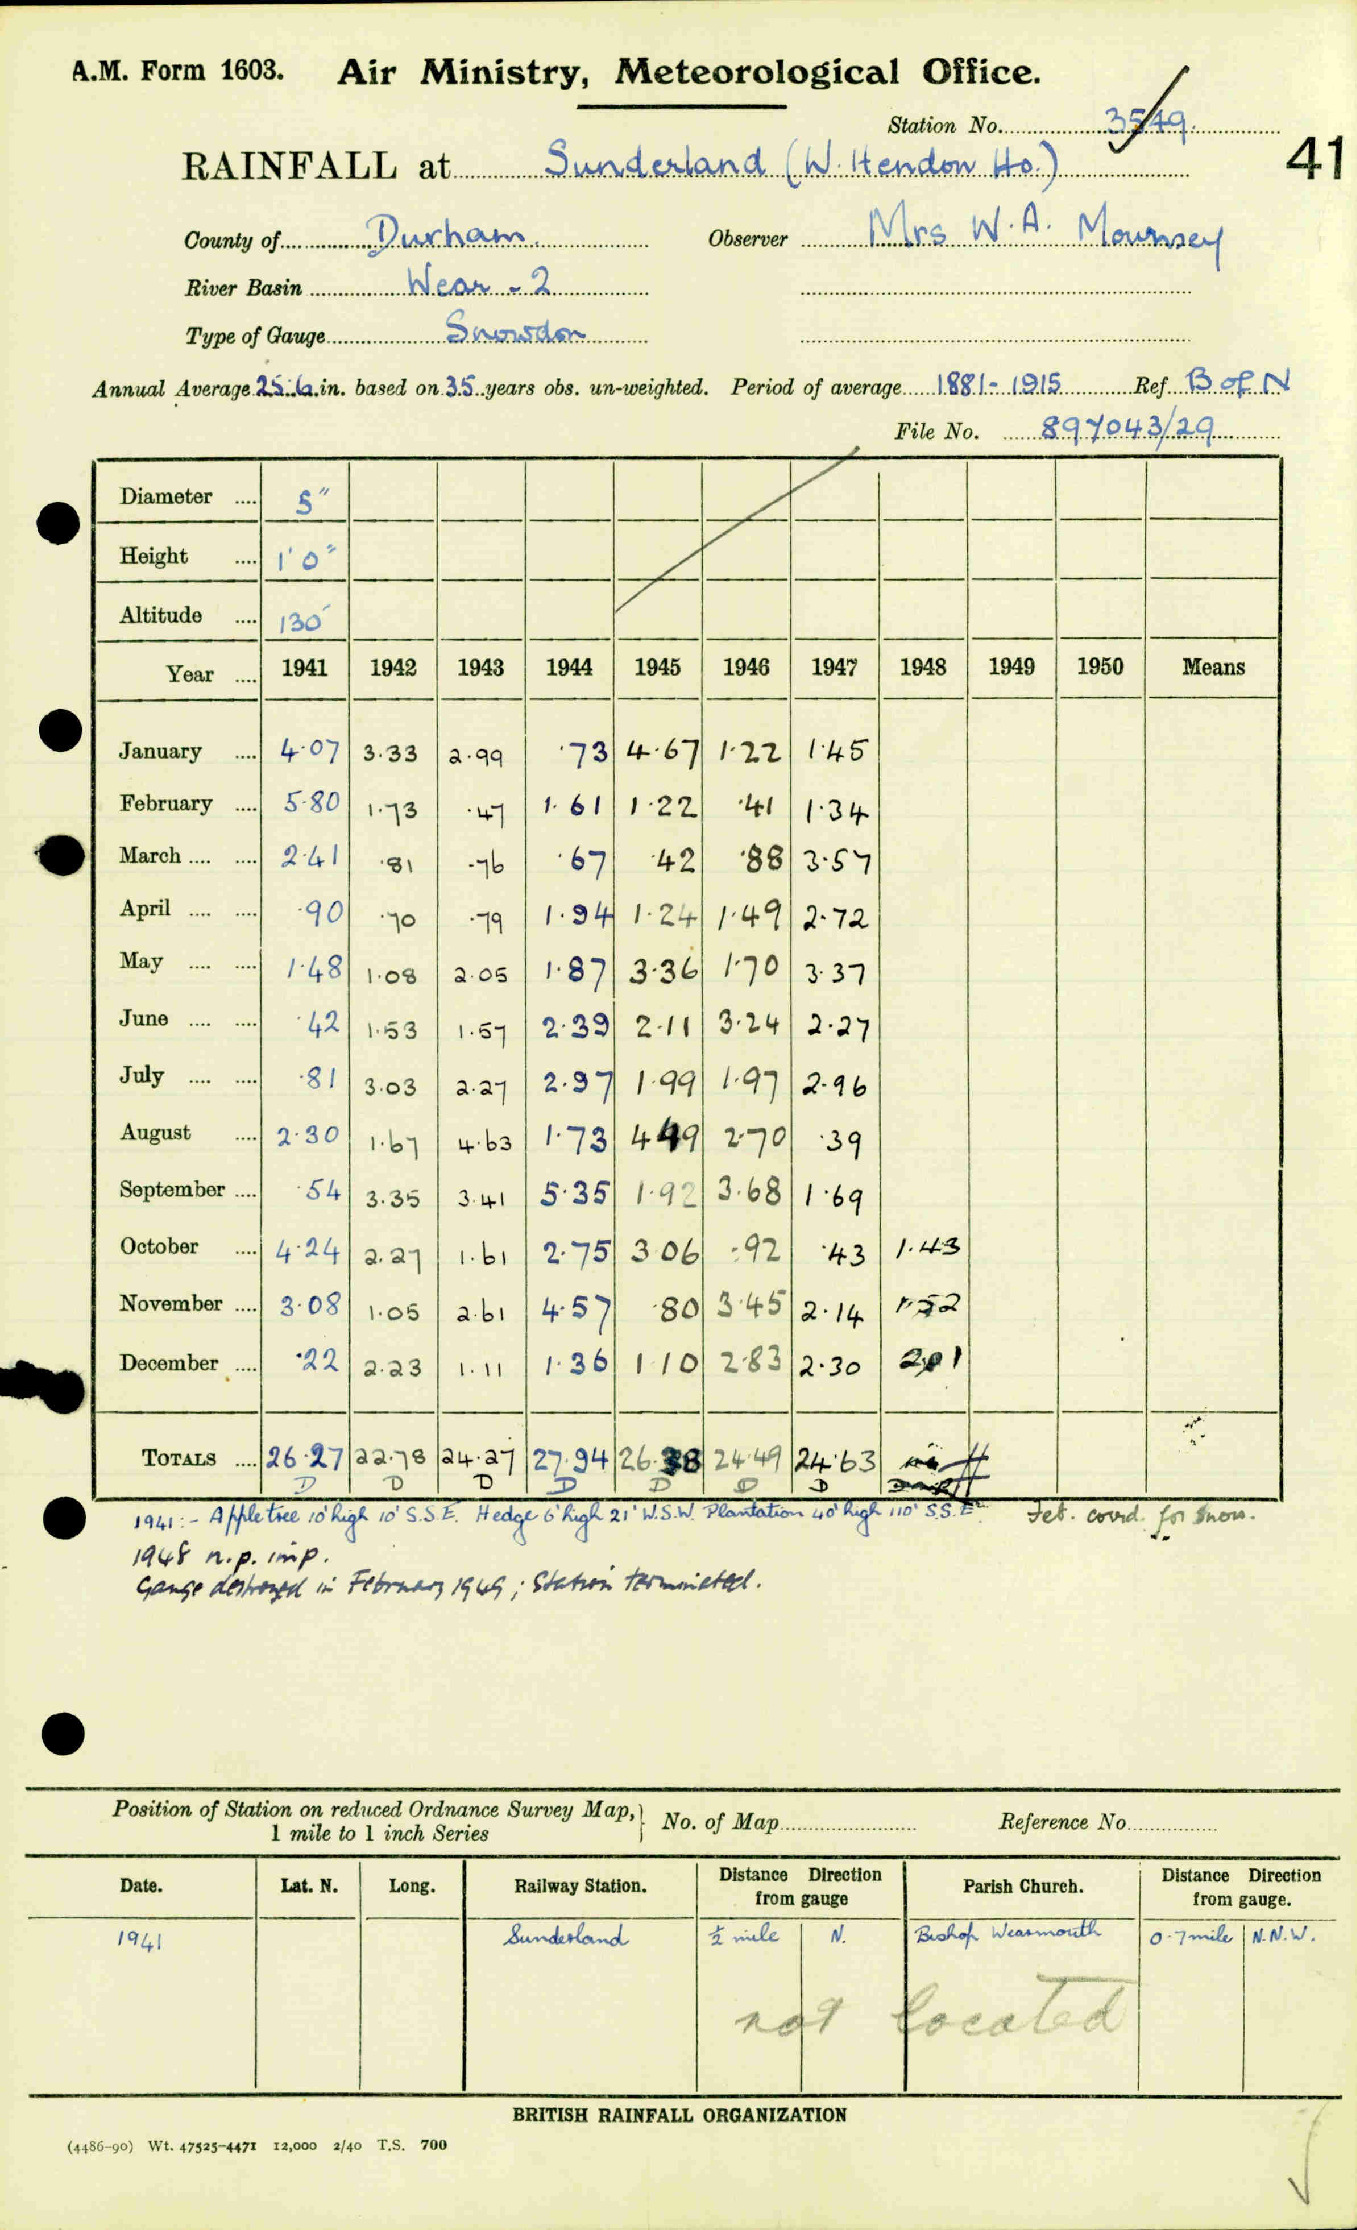 A.M. Form 1603. Air Ministry, Meteorological Office.
Station No. 3549.
RAINFALL at Sunderland (W. Hendon Ho.) 41
County of Durham. Observer Mrs W.A. Mounsey
River Basin Wear - 2
Type of Gauge Snowdon
Annual Average 25.6 in. based on 35 years obs. un-weighted. Period of average 1881-1915 Ref. B of N
File No. 897043/29
Diameter .... 5"
Height .... 1'0"
Altitude .... 130'
Year .... 1941 1942 1943 1944 1945 1946 1947 1948 1949 1950 Means
January .... 4.07 3.33 2.99 .73 4.67 1.22 1.45
February .... 5.80 1.73 .47 1.61 1.22 .41 1.34
March .... .... 2.41 .81 .76 .67 .42 .88 3.57
April .... .... .90 .70 .79 1.94 1.24 1.49 2.72
May .... .... 1.48 1.08 2.05 1.87 3.36 1.70 3.37
June .... .... .42 1.53 1.57 2.39 2.11 3.24 2.27
July .... .... .81 3.03 2.27 2.97 1.99 1.97 2.96
August .... 2.30 1.67 4.63 1.73 4.49 2.70 .39
September .... .54 3.35 3.41 5.35 1.92 3.68 1.69
October .... 4.24 2.27 1.61 2.75 3.06 .92 .43 1.43
November .... 3.08 1.05 2.61 4.57 .80 3.45 2.14 1.52
December .... .22 2.23 1.11 1.36 1.10 2.83 2.30 2.01
TOTALS .... 26.27 22.78 24.27 27.94 26.38 24.49 24.63
D D D D D D D
1941:- Apple tree 10' high 10' S.S.E. Hedge 6' high 21' W.S.W. Plantation 40' high 110' S.S.E. Fet. covd. for snow.
1948 n.p. imp.
Gauge destroyed in February 1949; Station terminated.
Position of Station on reduced Ordnance Survey Map, 1 mile to 1 inch Series } No. of Map Reference No.
Date. Lat. N. Long. Railway Station. Distance Direction from gauge Parish Church. Distance Direction from gauge.
1941 Sunderland ½ mile N. Bishop Wearmouth 0.7 mile N.N.W.
not located
BRITISH RAINFALL ORGANIZATION
(4486-90) Wt. 47525-4471 12,000 2/40 T.S. 700